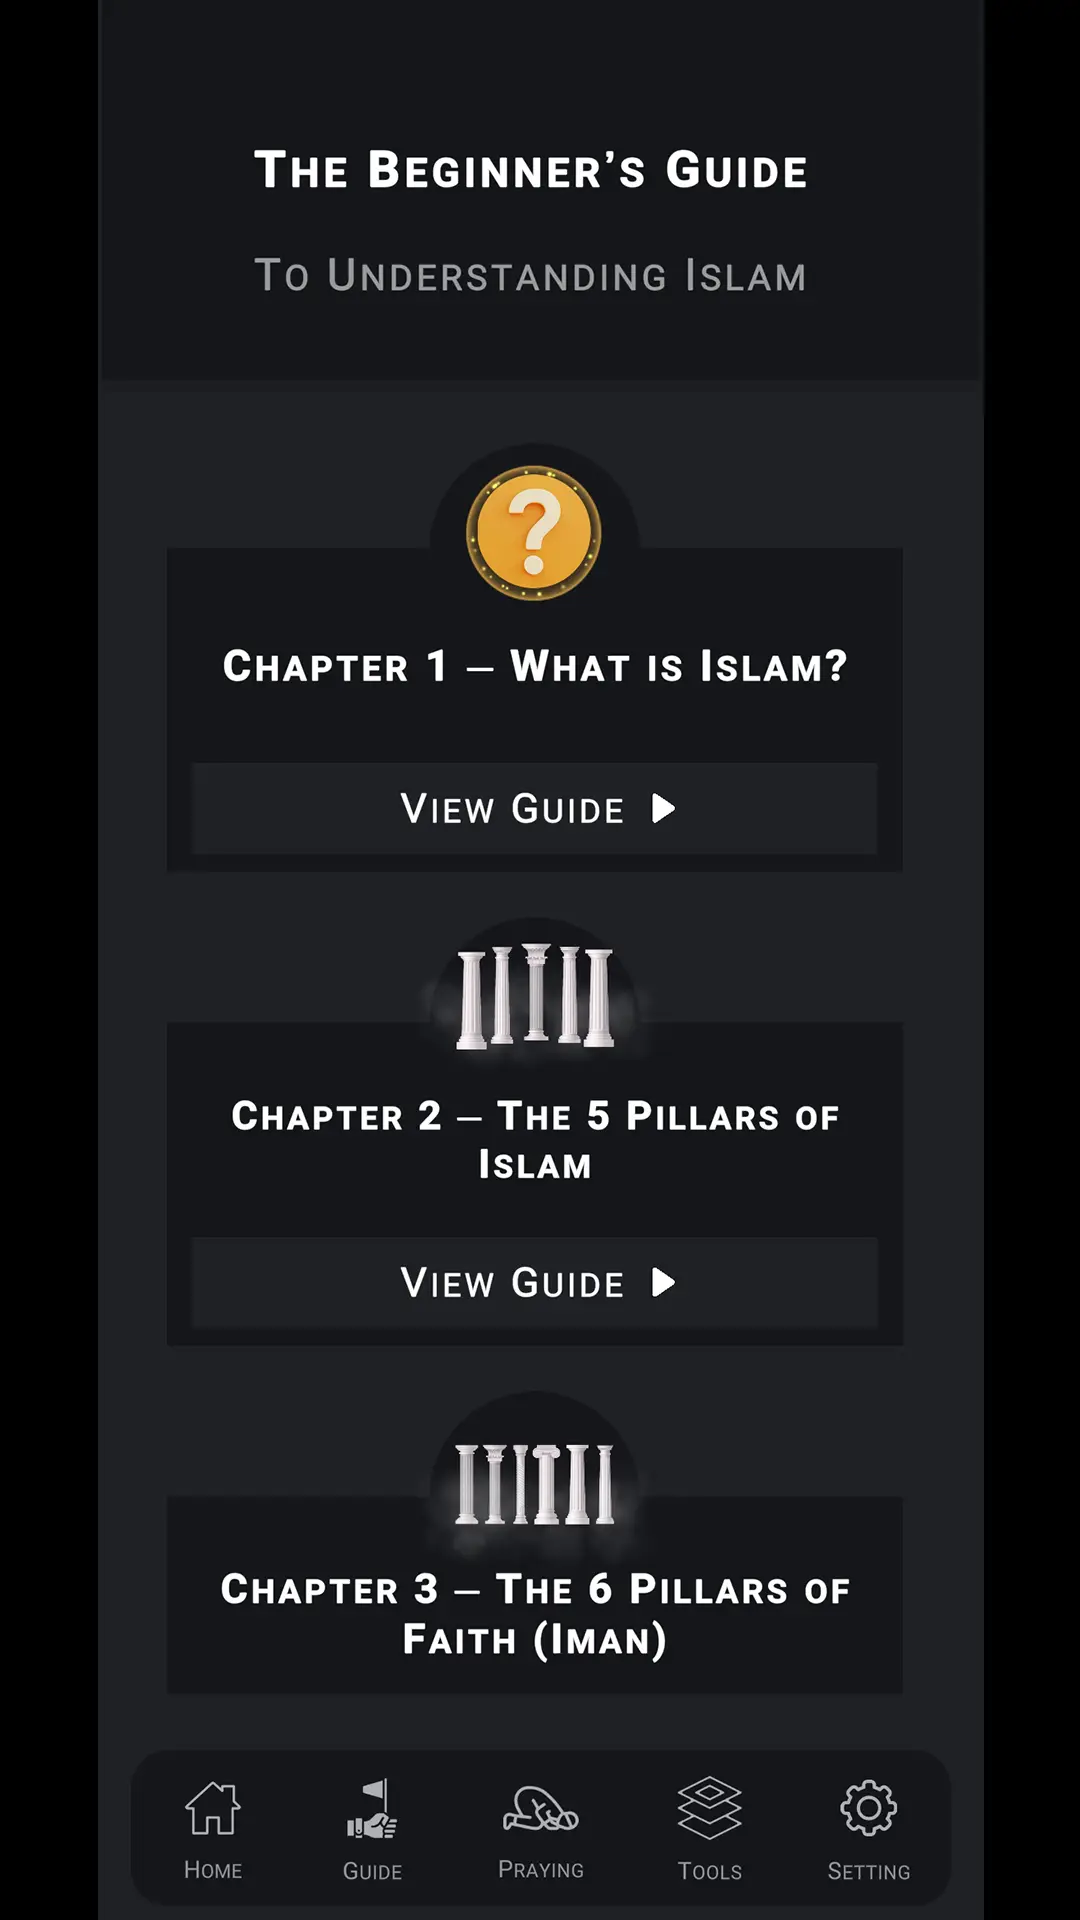 The Beginner’s Guide
To Understanding Islam
?
Chapter 1 – What is Islam?
View Guide
Chapter 2 – The 5 Pillars of
Islam
View Guide
Chapter 3 – The 6 Pillars of
Faith (Iman)
Home
Guide
Praying
Tools
Setting